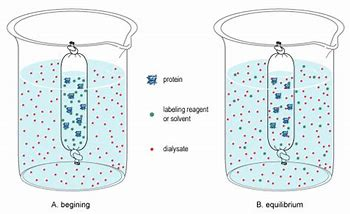 protein
labeling reagent
or solvent
dialysate
A. begining
B. equilibrium